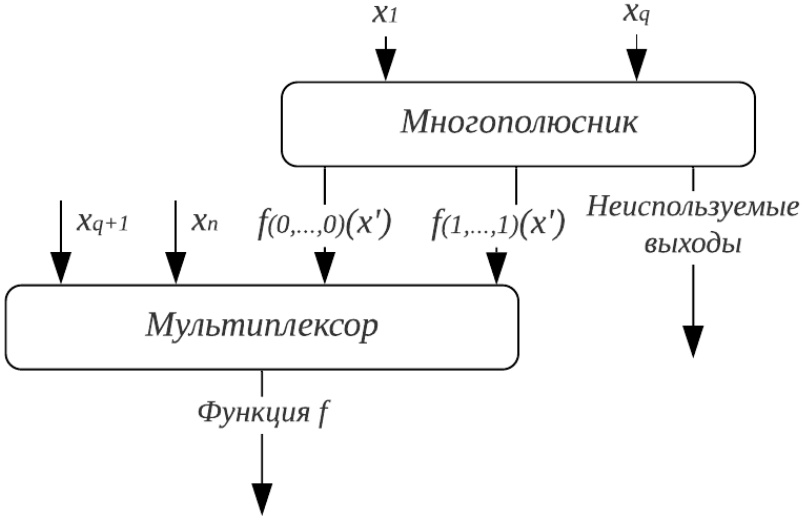 x1 xq
Многополюсник
xq+1 xn f(0,...,0)(x') f(1,...,1)(x') Неиспользуемые
выходы
Мультиплексор
Функция f